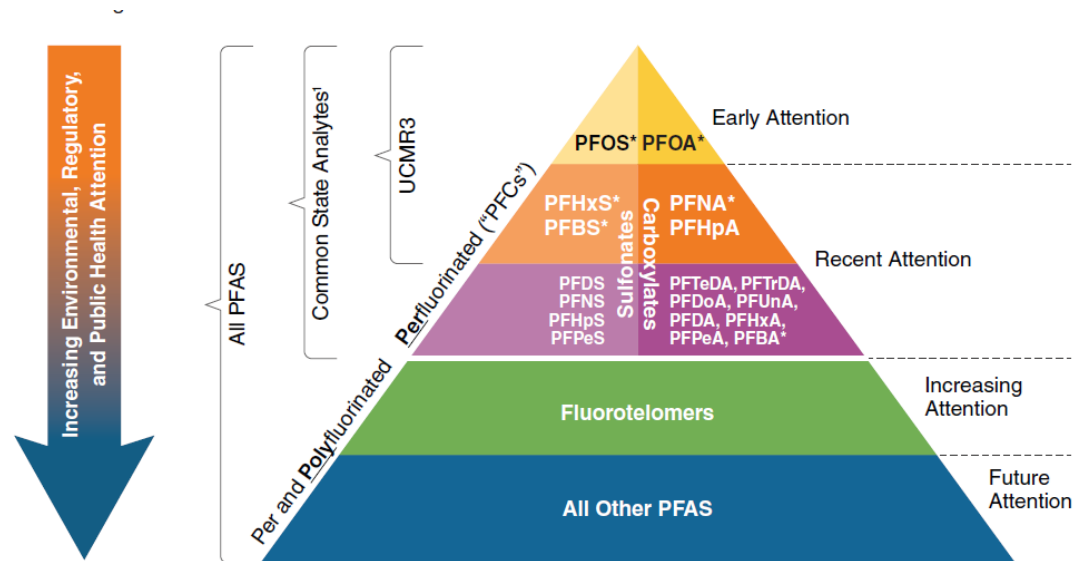 Increasing Environmental, Regulatory,
and Public Health Attention
All PFAS
Common State Analytes¹
UCMR3
Per and Polyfluorinated
Perfluorinated ("PFCs")
PFOS* PFOA*
Early Attention
PFHxS*
PFBS*
Sulfonates
Carboxylates
PFNA*
PFHpA
Recent Attention
PFDS
PFNS
PFHpS
PFPeS
PFTeDA, PFTrDA,
PFDoA, PFUnA,
PFDA, PFHxA,
PFPeA, PFBA*
Fluorotelomers
Increasing
Attention
All Other PFAS
Future
Attention